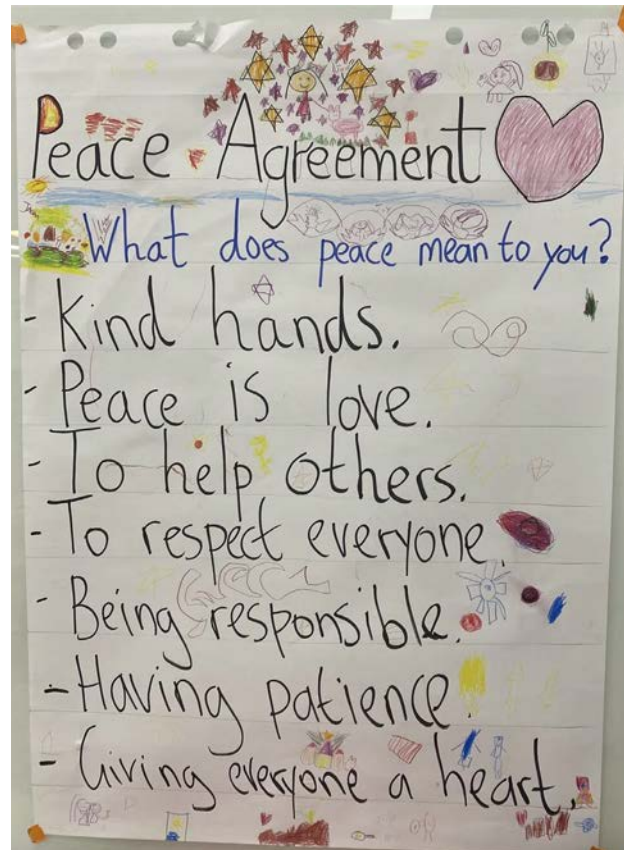 Peace Agreement
What does peace mean to you?
- Kind hands.
- Peace is love.
- To help others.
- To respect everyone.
- Being responsible.
- Having patience.
- Giving everyone a heart.